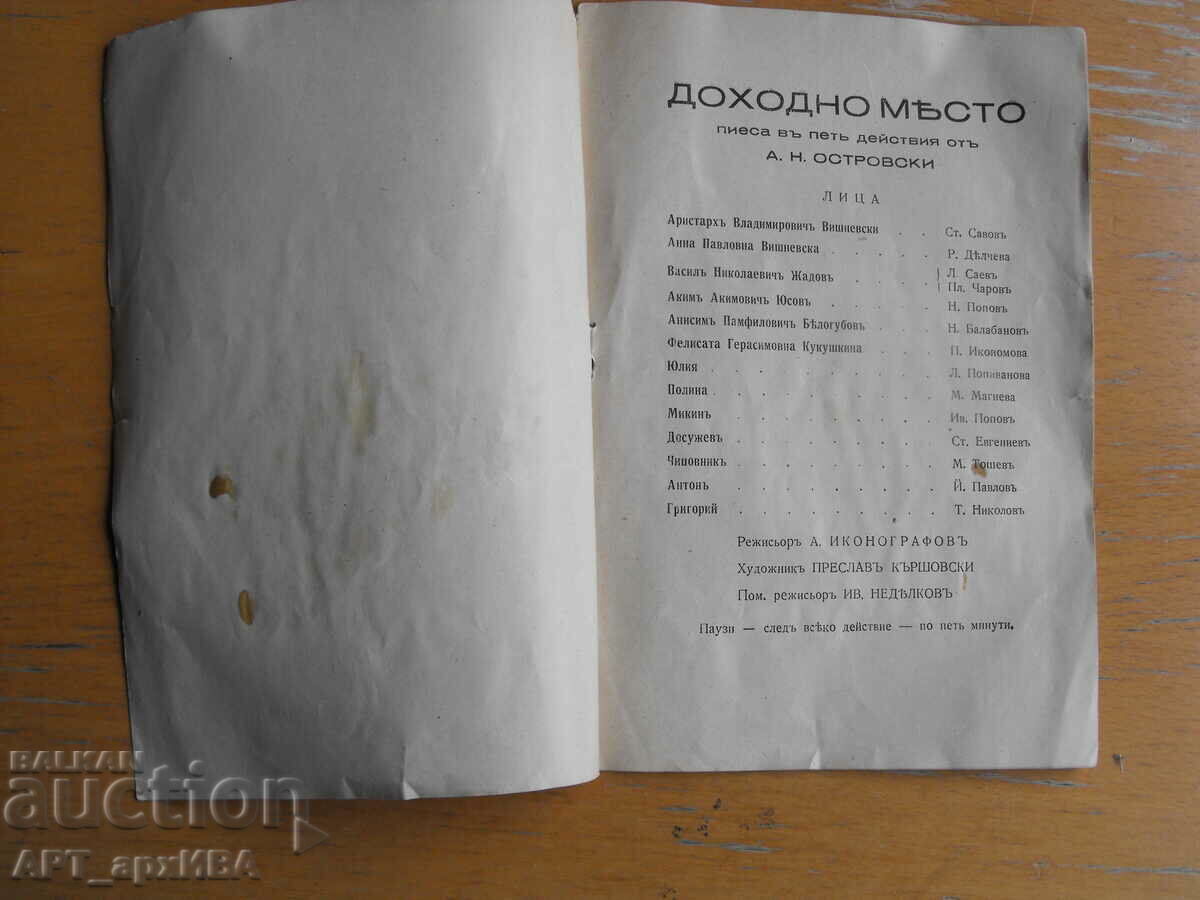 ДОХОДНО МѢСТО
пиеса въ петь действия отъ
А. Н. ОСТРОВСКИ
ЛИЦА
Аристархъ Владимировичъ Вишневски . . Ст. Савовъ
Анна Павловна Вишневска . . . . . Р. Дѣлчева
Василъ Николаевичъ Жадовъ . . . . Л. Саев
Пл. Чаровъ
Акимъ Акимовичъ Юсовъ . . . . . . Н. Поповъ
Анисимъ Памфиловичъ Бѣлогубовъ . . . Н. Балабановъ
Фелисата Герасимовна Кукушкина . . . П. Икономова
Юлия . . . . . . . . . . Л. Попиванова
Полина . . . . . . . . . . М. Магнева
Микинъ . . . . . . . . . Ив. Поповъ
Досужевъ . . . . . . . . . Ст. Евгениевъ
Чиновникъ . . . . . . . . . М. Тошевъ
Антонъ . . . . . . . . . Й. Павловъ
Григорий . . . . . . . . . Т. Николовъ
Режисьоръ А. ИКОНОГРАФОВЪ
Художникъ ПРЕСЛАВЪ КЪРШОВСКИ
Пом. режисьоръ ИВ. НЕДѢЛКОВЪ
Паузи — следъ всѣко действие — по петь минути.
BALKAN
auction
АРТ_архИВА